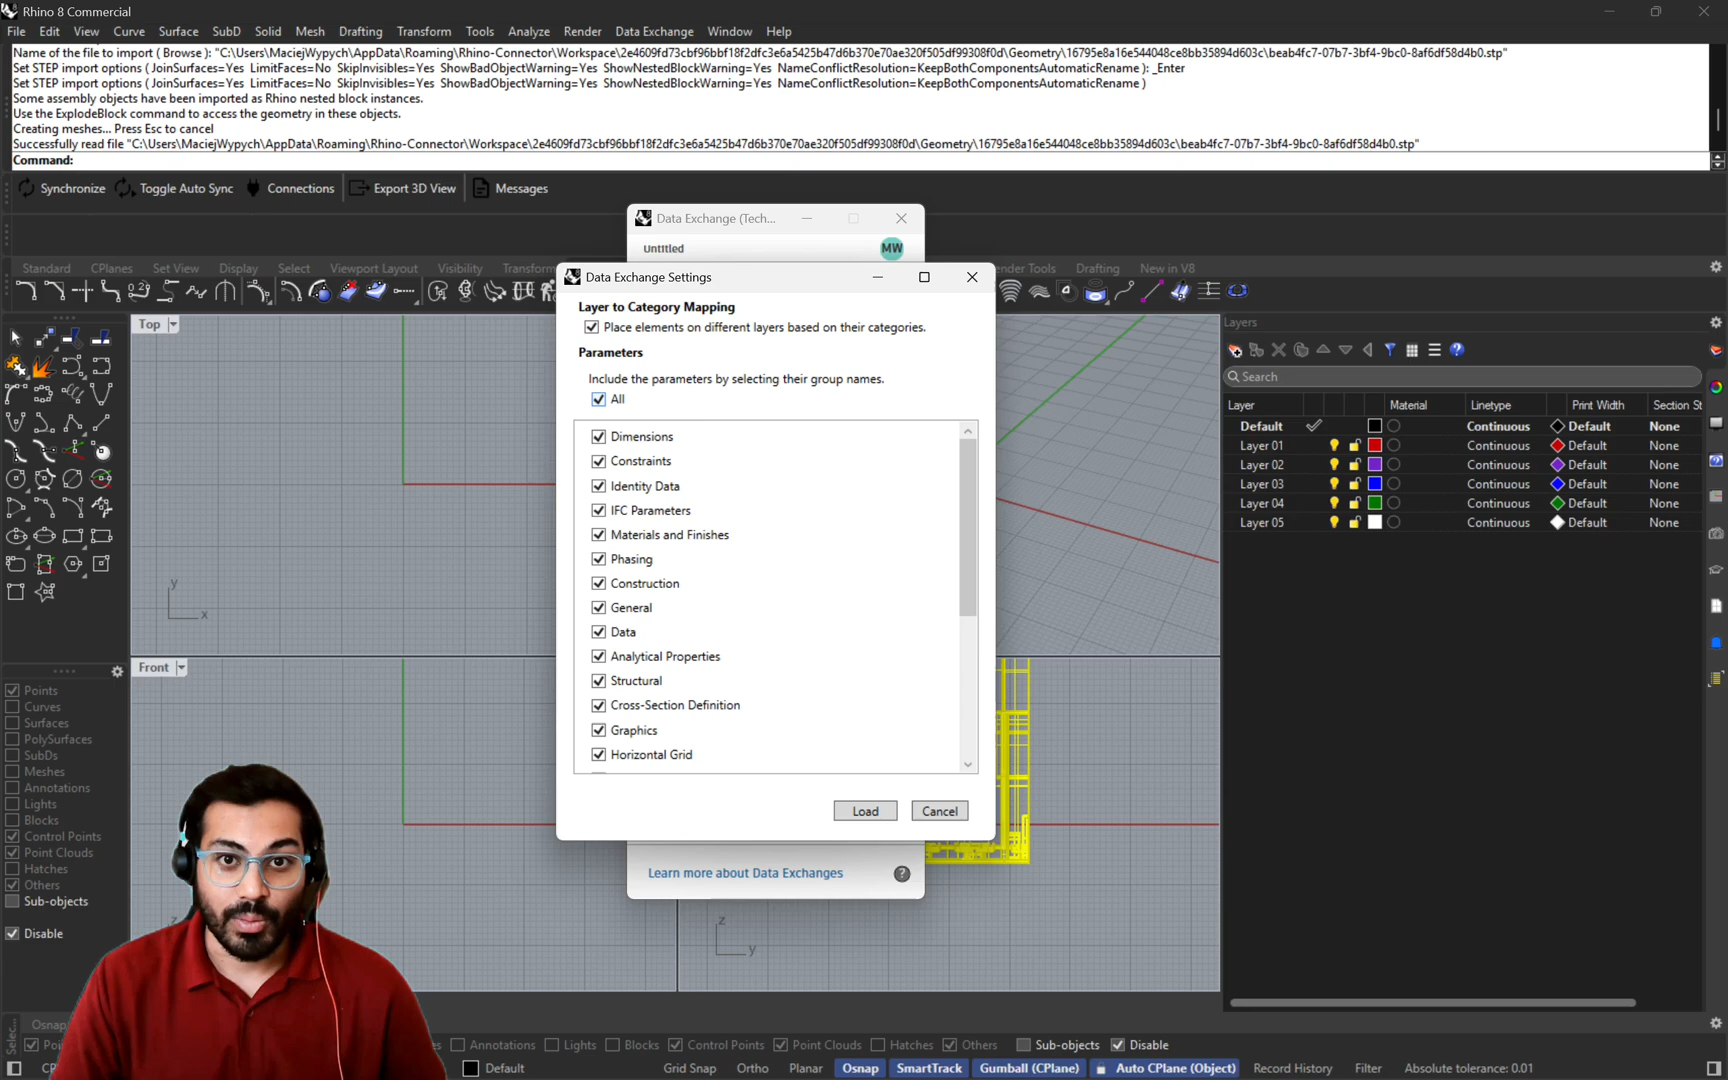 Rhino 8 Commercial
File Edit View Curve Surface SubD Solid Mesh Drafting Transform Tools Analyze Render Data Exchange Window Help
Name of the file to import ( Browse ): "C:\Users\MaciejWypych\AppData\Roaming\Rhino-Connector\Workspace\2e4609fd73cbf96bbf18f2dfc3e6a5425b47d6b370e70ae320f505df99308f0d\Geometry\16795e8a16e544048ce8bb35894d603c\beab4fc7-07b7-3bf4-9bc0-8af6df58d4b0.stp"
Set STEP import options ( JoinSurfaces=Yes LimitFaces=No SkipInvisibles=Yes ShowBadObjectWarning=Yes ShowNestedBlockWarning=Yes NameConflictResolution=KeepBothComponentsAutomaticRename ): _Enter
Set STEP import options ( JoinSurfaces=Yes LimitFaces=No SkipInvisibles=Yes ShowBadObjectWarning=Yes ShowNestedBlockWarning=Yes NameConflictResolution=KeepBothComponentsAutomaticRename )
Some assembly objects have been imported as Rhino nested block instances.
Use the ExplodeBlock command to access the geometry in these objects.
Creating meshes... Press Esc to cancel
Successfully read file "C:\Users\MaciejWypych\AppData\Roaming\Rhino-Connector\Workspace\2e4609fd73cbf96bbf18f2dfc3e6a5425b47d6b370e70ae320f505df99308f0d\Geometry\16795e8a16e544048ce8bb35894d603c\beab4fc7-07b7-3bf4-9bc0-8af6df58d4b0.stp"
Command:
Synchronize Toggle Auto Sync Connections Export 3D View Messages
Data Exchange (Tech...
Untitled MW
Standard CPlanes Set View Display Select Viewport Layout Visibility Transform Tools Drafting New in V8
Data Exchange Settings
Layer to Category Mapping
Place elements on different layers based on their categories.
Parameters
Include the parameters by selecting their group names.
All
Dimensions
Constraints
Identity Data
IFC Parameters
Materials and Finishes
Phasing
Construction
General
Data
Analytical Properties
Structural
Cross-Section Definition
Graphics
Horizontal Grid
Load Cancel
Learn more about Data Exchanges ?
Top
y
x
Front
z
z
y
Layers
Search
Layer Material Linetype Print Width Section St
Default Continuous Default None
Layer 01 Continuous Default None
Layer 02 Continuous Default None
Layer 03 Continuous Default None
Layer 04 Continuous Default None
Layer 05 Continuous Default None
Points
Curves
Surfaces
PolySurfaces
SubDs
Meshes
Annotations
Lights
Blocks
Control Points
Point Clouds
Hatches
Others
Sub-objects
Disable
Selec... Osnap
Annotations Lights Blocks Control Points Point Clouds Hatches Others Sub-objects Disable
Default Grid Snap Ortho Planar Osnap SmartTrack Gumball (CPlane) Auto CPlane (Object) Record History Filter Absolute tolerance: 0.01